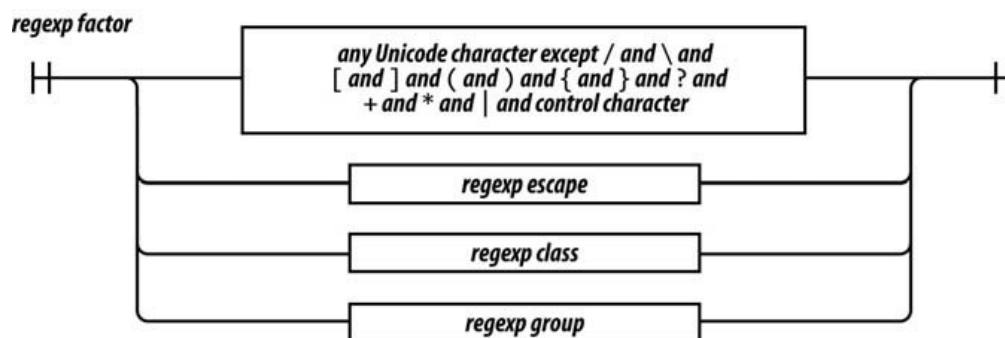 regexp factor
any Unicode character except / and \ and
[ and ] and ( and ) and { and } and ? and
+ and * and | and control character
regexp escape
regexp class
regexp group